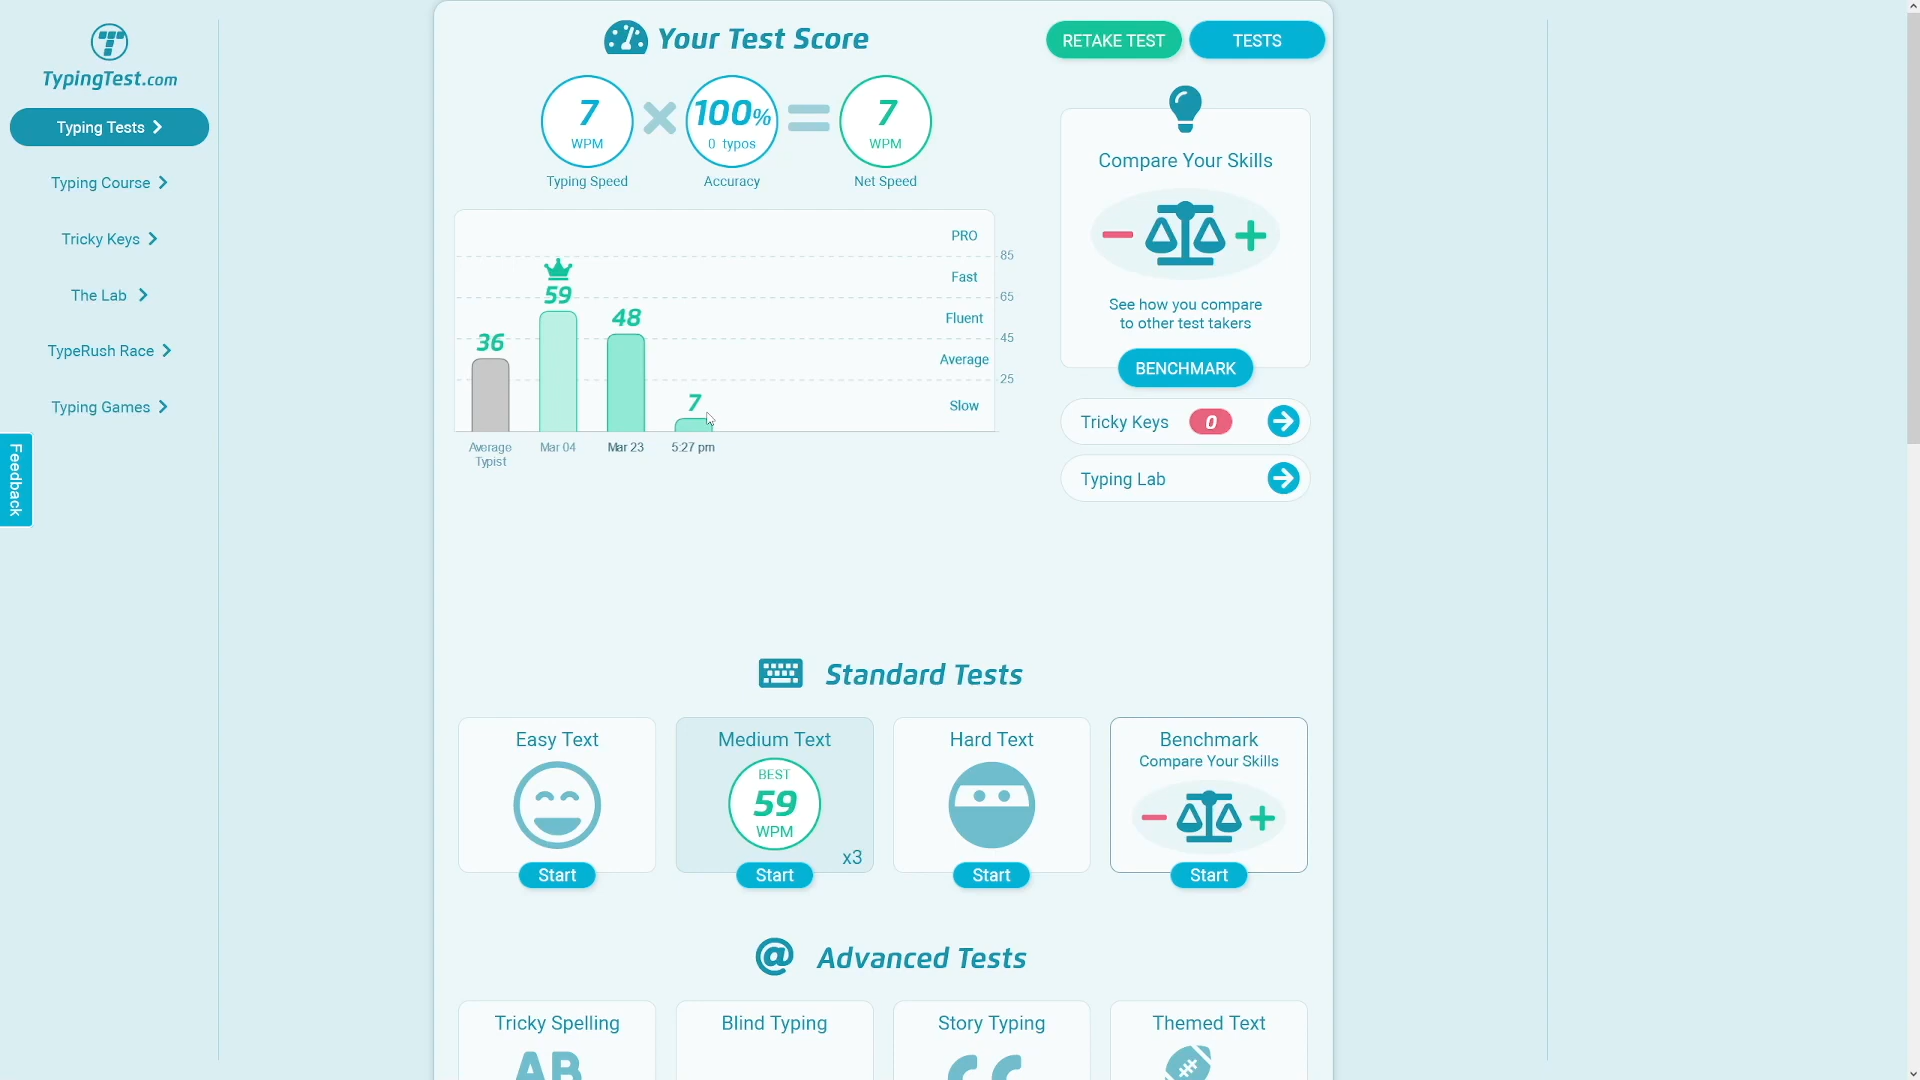 TypingTest.com
Typing Tests
Typing Course
Tricky Keys
The Lab
TypeRush Race
Typing Games
Feedback
Your Test Score
RETAKE TEST
TESTS
7
WPM
Typing Speed
100%
0 typos
Accuracy
7
WPM
Net Speed
PRO
85
Fast
65
Fluent
45
Average
25
Slow
36
59
48
7
Average
Typist
Mar 04
Mar 23
5:27 pm
Compare Your Skills
See how you compare
to other test takers
BENCHMARK
Tricky Keys 0
Typing Lab
Standard Tests
Easy Text
Start
Medium Text
BEST
59
WPM
x3
Start
Hard Text
Start
Benchmark
Compare Your Skills
Start
@ Advanced Tests
Tricky Spelling
AB
Blind Typing
Story Typing
Themed Text